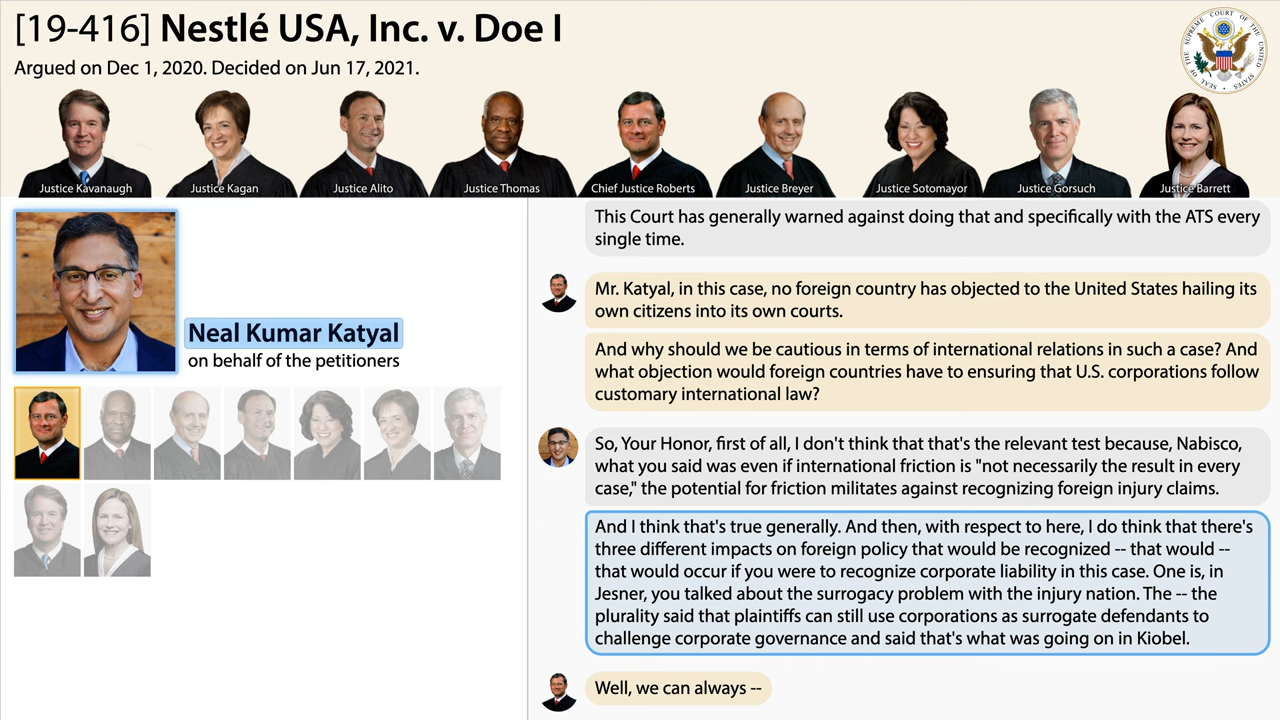 [19-416] Nestlé USA, Inc. v. Doe I
Argued on Dec 1, 2020. Decided on Jun 17, 2021.
SEAL OF THE SUPREME COURT OF THE UNITED STATES
Justice Kavanaugh
Justice Kagan
Justice Alito
Justice Thomas
Chief Justice Roberts
Justice Breyer
Justice Sotomayor
Justice Gorsuch
Justice Barrett
Neal Kumar Katyal
on behalf of the petitioners
This Court has generally warned against doing that and specifically with the ATS every
single time.
Mr. Katyal, in this case, no foreign country has objected to the United States hailing its
own citizens into its own courts.
And why should we be cautious in terms of international relations in such a case? And
what objection would foreign countries have to ensuring that U.S. corporations follow
customary international law?
So, Your Honor, first of all, I don't think that that's the relevant test because, Nabisco,
what you said was even if international friction is "not necessarily the result in every
case," the potential for friction militates against recognizing foreign injury claims.
And I think that's true generally. And then, with respect to here, I do think that there's
three different impacts on foreign policy that would be recognized -- that would --
that would occur if you were to recognize corporate liability in this case. One is, in
Jesner, you talked about the surrogacy problem with the injury nation. The -- the
plurality said that plaintiffs can still use corporations as surrogate defendants to
challenge corporate governance and said that's what was going on in Kiobel.
Well, we can always --